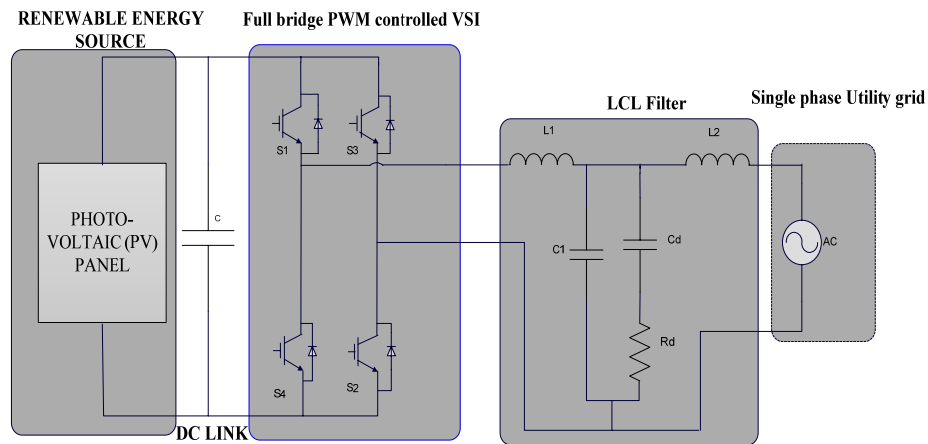 RENEWABLE ENERGY
SOURCE
Full bridge PWM controlled VSI
LCL Filter
Single phase Utility grid
PHOTO-
VOLTAIC (PV)
PANEL
C
S1
S3
S4
S2
DC LINK
L1
L2
C1
Cd
Rd
AC